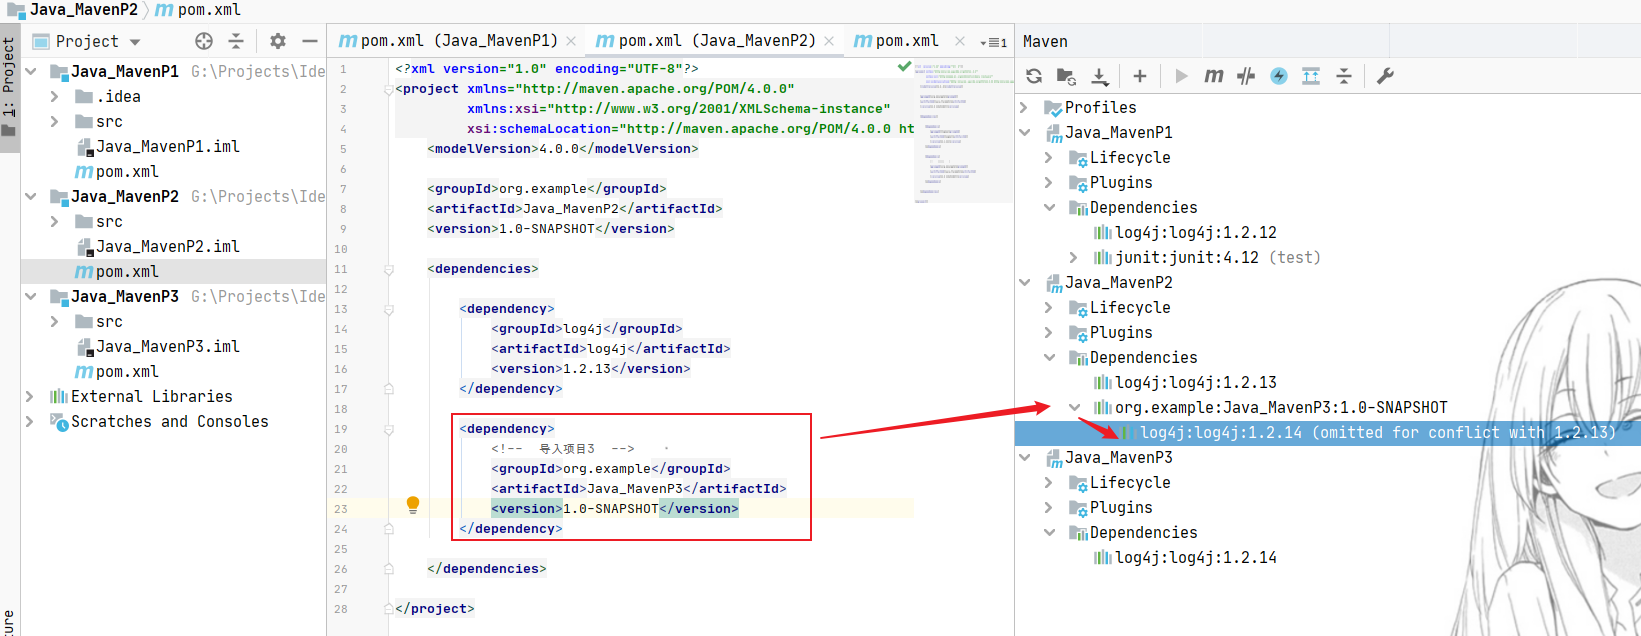 Java_MavenP2 pom.xml
1: Project
Project
Java_MavenP1 G:\Projects\Ide
.idea
src
Java_MavenP1.iml
pom.xml
Java_MavenP2 G:\Projects\Ide
src
Java_MavenP2.iml
pom.xml
Java_MavenP3 G:\Projects\Ide
src
Java_MavenP3.iml
pom.xml
External Libraries
Scratches and Consoles
pom.xml (Java_MavenP1) pom.xml (Java_MavenP2) pom.xml 1
1 <?xml version="1.0" encoding="UTF-8"?>
2 <project xmlns="http://maven.apache.org/POM/4.0.0"
3 xmlns:xsi="http://www.w3.org/2001/XMLSchema-instance"
4 xsi:schemaLocation="http://maven.apache.org/POM/4.0.0 ht
5 <modelVersion>4.0.0</modelVersion>
6
7 <groupId>org.example</groupId>
8 <artifactId>Java_MavenP2</artifactId>
9 <version>1.0-SNAPSHOT</version>
10
11 <dependencies>
12
13 <dependency>
14 <groupId>log4j</groupId>
15 <artifactId>log4j</artifactId>
16 <version>1.2.13</version>
17 </dependency>
18
19 <dependency>
20 <!-- 导入项目3 -->
21 <groupId>org.example</groupId>
22 <artifactId>Java_MavenP3</artifactId>
23 <version>1.0-SNAPSHOT</version>
24 </dependency>
25
26 </dependencies>
27
28 </project>
Maven
Profiles
Java_MavenP1
Lifecycle
Plugins
Dependencies
log4j:log4j:1.2.12
junit:junit:4.12 (test)
Java_MavenP2
Lifecycle
Plugins
Dependencies
log4j:log4j:1.2.13
org.example:Java_MavenP3:1.0-SNAPSHOT
log4j:log4j:1.2.14 (omitted for conflict with 1.2.13)
Java_MavenP3
Lifecycle
Plugins
Dependencies
log4j:log4j:1.2.14